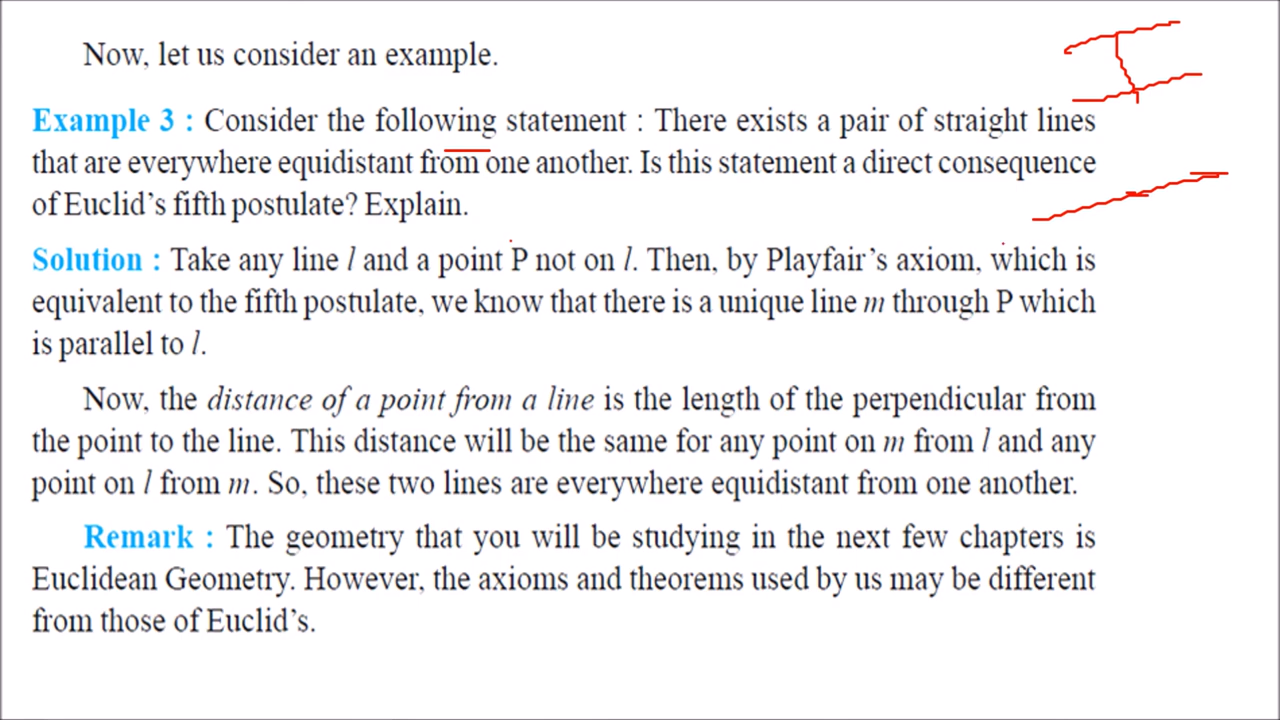 Now, let us consider an example.
Example 3 : Consider the following statement : There exists a pair of straight lines
that are everywhere equidistant from one another. Is this statement a direct consequence
of Euclid’s fifth postulate? Explain.
Solution : Take any line l and a point P not on l. Then, by Playfair’s axiom, which is
equivalent to the fifth postulate, we know that there is a unique line m through P which
is parallel to l.
Now, the distance of a point from a line is the length of the perpendicular from
the point to the line. This distance will be the same for any point on m from l and any
point on l from m. So, these two lines are everywhere equidistant from one another.
Remark : The geometry that you will be studying in the next few chapters is
Euclidean Geometry. However, the axioms and theorems used by us may be different
from those of Euclid’s.